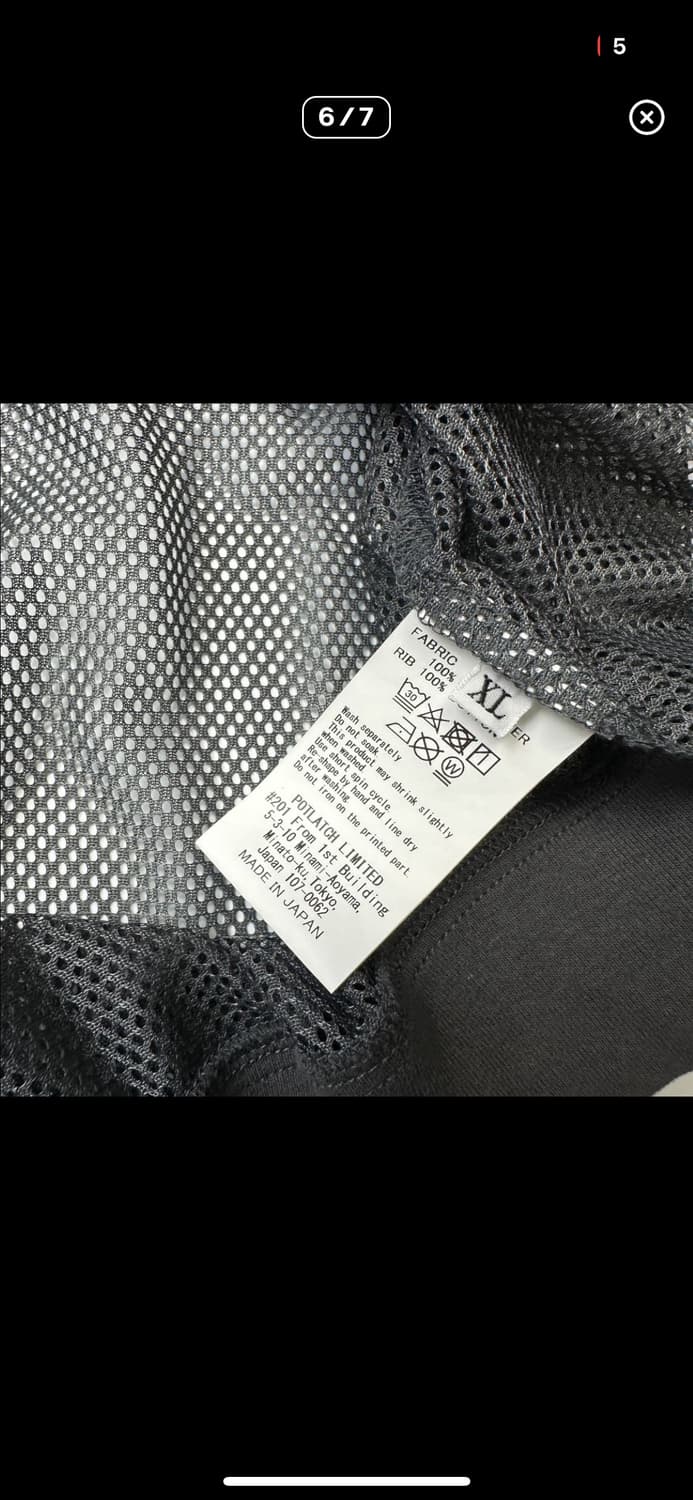 5
6/7
FABRIC
100%
RIB 100%
XL
ER
30
W
Wash separately
Do not soak
This product may shrink slightly
when washed
Use short spin cycle
Re-shape by hand and line dry
after washing.
Do not iron on the printed part.
POTLATCH LIMITED
#201 From 1st Building
5-3-10 Minami-Aoyama,
Minato-ku, Tokyo,
Japan 107-0062
MADE IN JAPAN